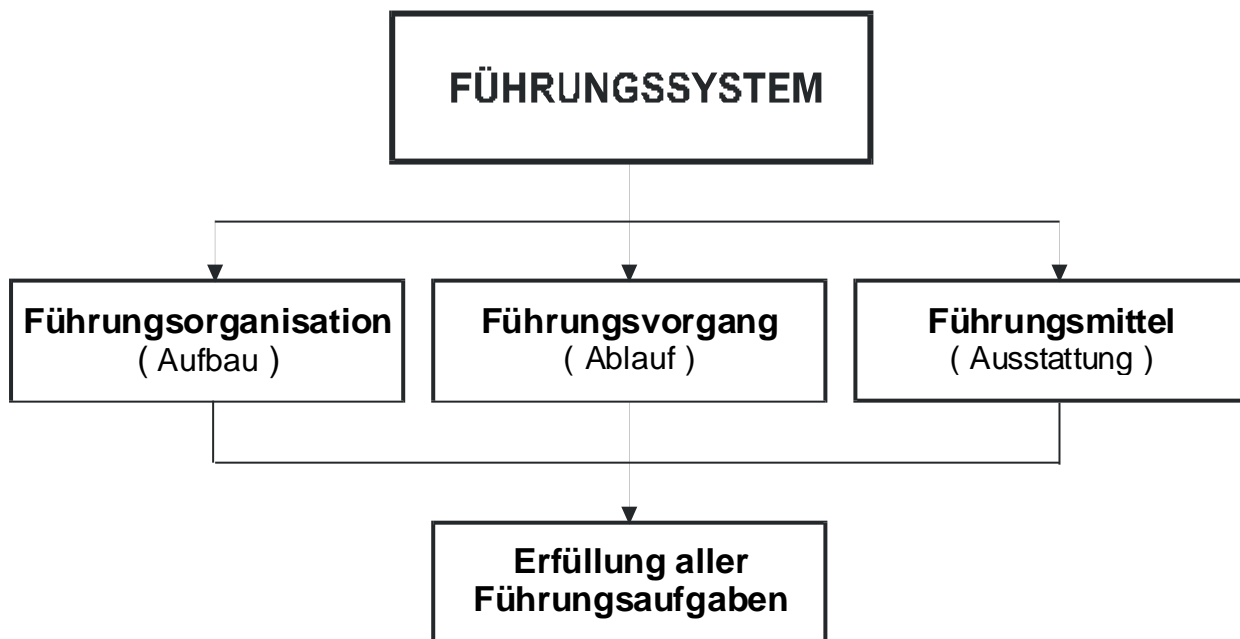 FÜHRUNGSSYSTEM
Führungsorganisation
( Aufbau )
Führungsvorgang
( Ablauf )
Führungsmittel
( Ausstattung )
Erfüllung aller
Führungsaufgaben